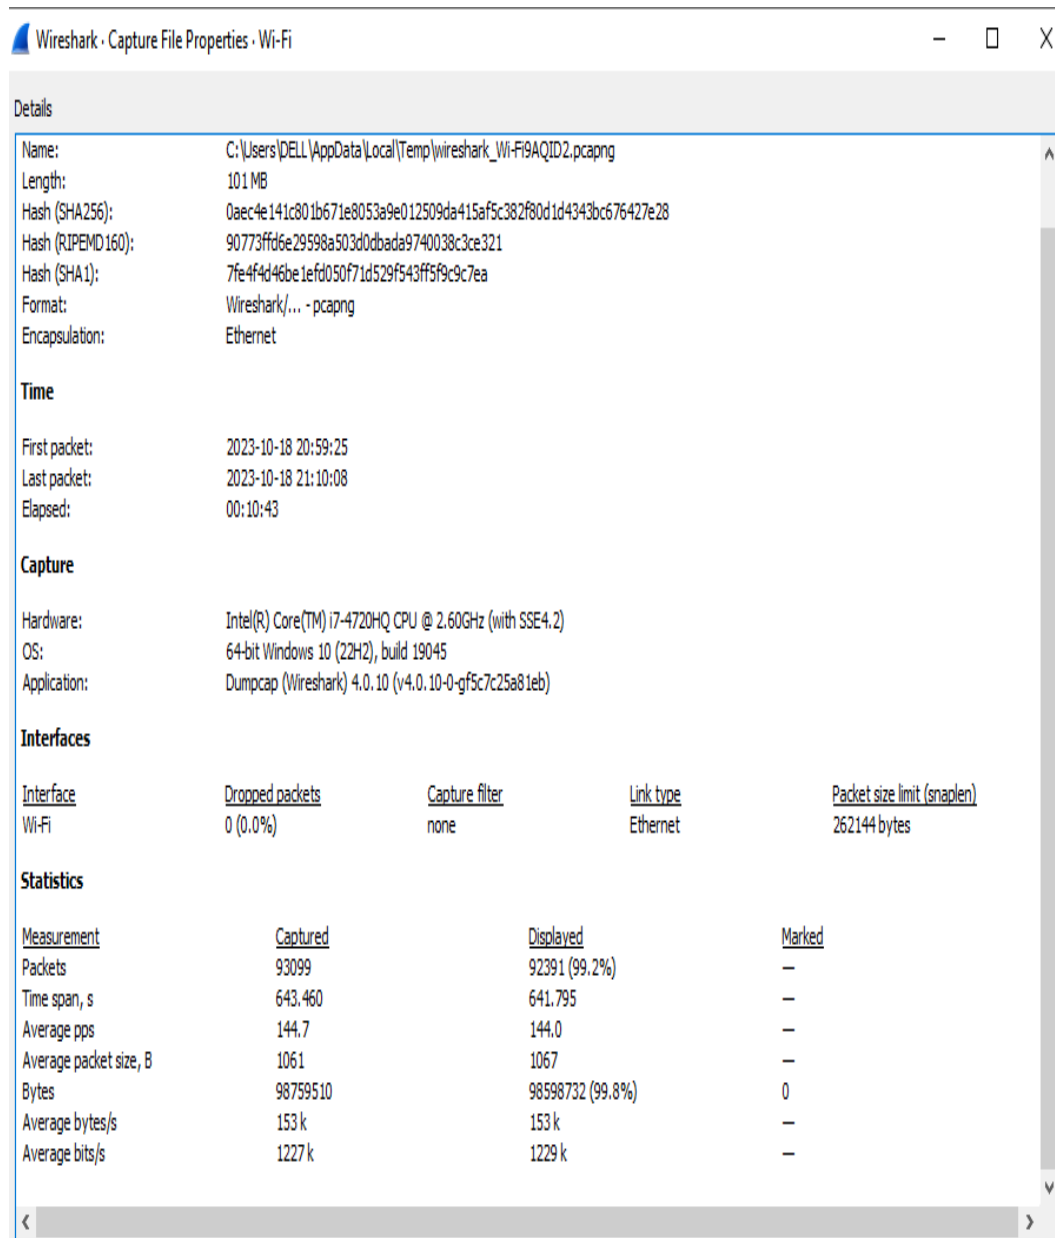 Wireshark · Capture File Properties · Wi-Fi
Details
Name: C:\Users\DELL\AppData\Local\Temp\wireshark_Wi-Fi9AQID2.pcapng
Length: 101 MB
Hash (SHA256): 0aec4e141c801b671e8053a9e012509da415af5c382f80d1d4343bc676427e28
Hash (RIPEMD160): 90773ffd6e29598a503d0dbada9740038c3ce321
Hash (SHA1): 7fe4f4d46be1efd050f71d529f543ff5f9c9c7ea
Format: Wireshark/... - pcapng
Encapsulation: Ethernet
Time
First packet: 2023-10-18 20:59:25
Last packet: 2023-10-18 21:10:08
Elapsed: 00:10:43
Capture
Hardware: Intel(R) Core(TM) i7-4720HQ CPU @ 2.60GHz (with SSE4.2)
OS: 64-bit Windows 10 (22H2), build 19045
Application: Dumpcap (Wireshark) 4.0.10 (v4.0.10-0-gf5c7c25a81eb)
Interfaces
Interface Dropped packets Capture filter Link type Packet size limit (snaplen)
Wi-Fi 0 (0.0%) none Ethernet 262144 bytes
Statistics
Measurement Captured Displayed Marked
Packets 93099 92391 (99.2%) —
Time span, s 643.460 641.795 —
Average pps 144.7 144.0 —
Average packet size, B 1061 1067 —
Bytes 98759510 98598732 (99.8%) 0
Average bytes/s 153 k 153 k —
Average bits/s 1227 k 1229 k —